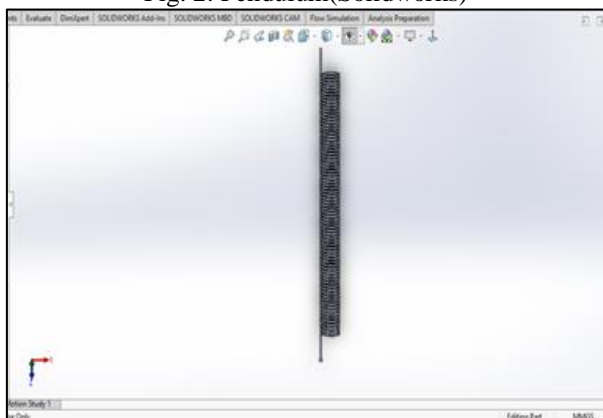 Fig. 2: Pendulum(Solidworks)
Evaluate DimXpert SOLIDWORKS Add-Ins SOLIDWORKS MBD SOLIDWORKS CAM Flow Simulation Analysis Preparation
Motion Study 1
Only Editing Part MMGS